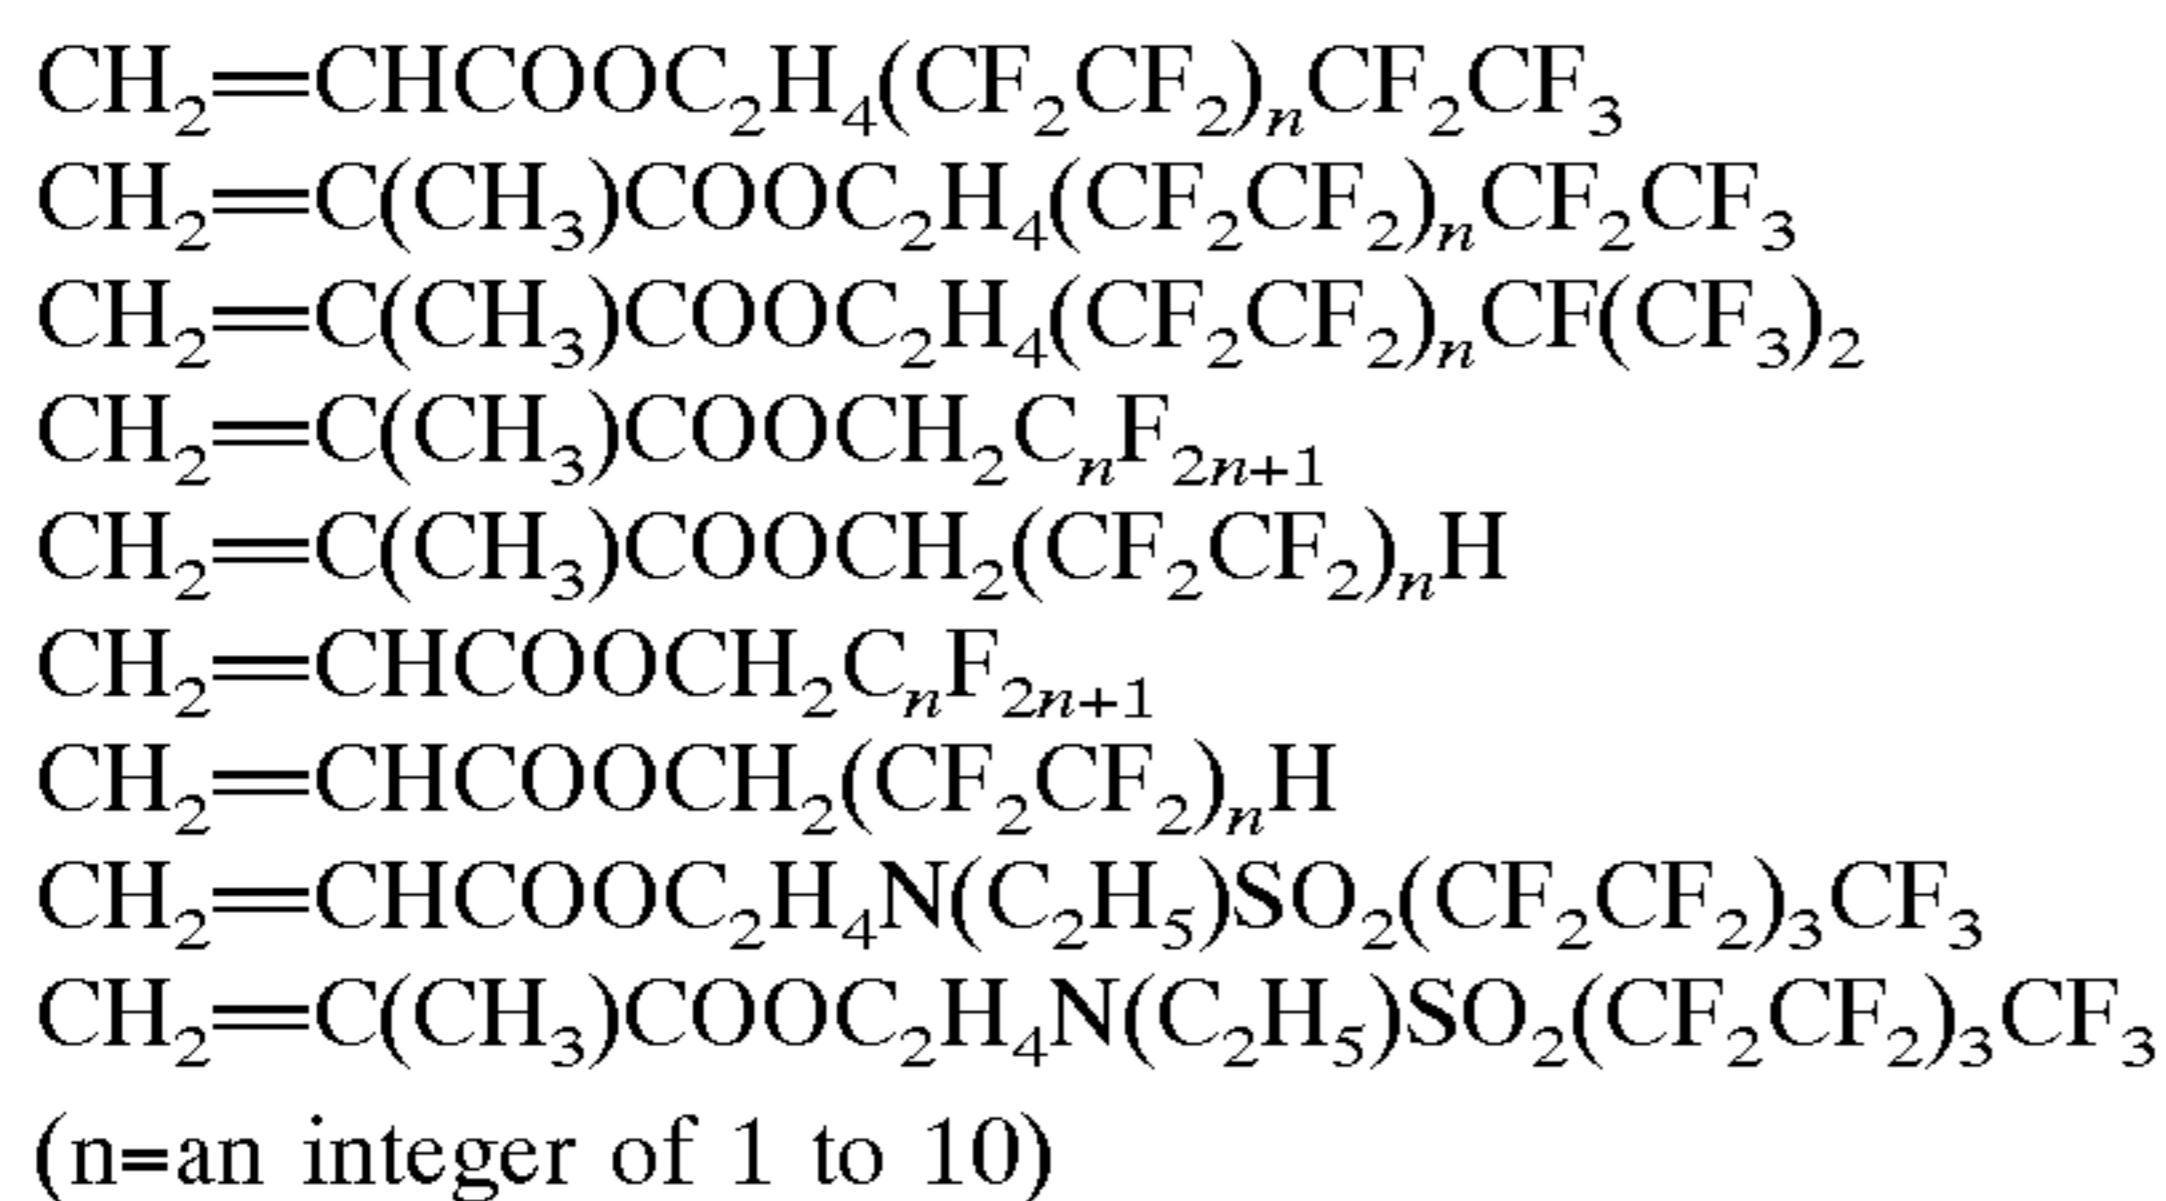 CH₂=CHCOOC₂H₄(CF₂CF₂)ₙCF₂CF₃
CH₂=C(CH₃)COOC₂H₄(CF₂CF₂)ₙCF₂CF₃
CH₂=C(CH₃)COOC₂H₄(CF₂CF₂)ₙCF(CF₃)₂
CH₂=C(CH₃)COOCH₂CₙF₂ₙ₊₁
CH₂=C(CH₃)COOCH₂(CF₂CF₂)ₙH
CH₂=CHCOOCH₂CₙF₂ₙ₊₁
CH₂=CHCOOCH₂(CF₂CF₂)ₙH
CH₂=CHCOOC₂H₄N(C₂H₅)SO₂(CF₂CF₂)₃CF₃
CH₂=C(CH₃)COOC₂H₄N(C₂H₅)SO₂(CF₂CF₂)₃CF₃
(n=an integer of 1 to 10)